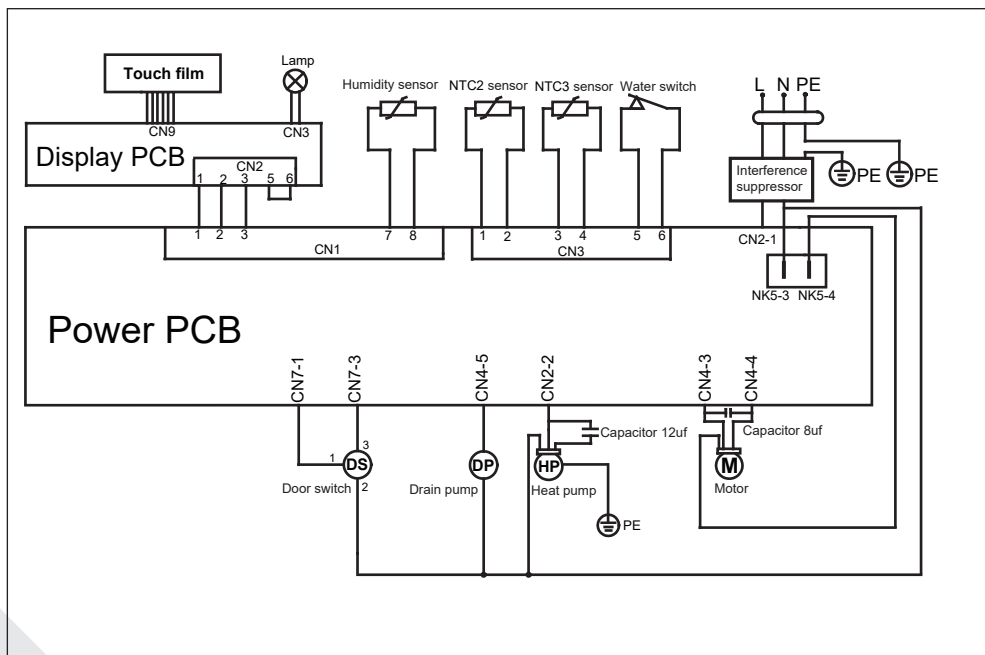 Touch film
Lamp
CN9
CN3
Display PCB
CN2
1 2 3 5 6
Humidity sensor
NTC2 sensor
NTC3 sensor
Water switch
L N PE
Interference
suppressor
PE
PE
1 2 3
7 8
CN1
1 2 3 4 5 6
CN3
CN2-1
NK5-3 NK5-4
Power PCB
CN7-1
CN7-3
CN4-5
CN2-2
CN4-3
CN4-4
1
3
DS
2
Door switch
DP
Drain pump
Capacitor 12uf
HP
Heat pump
PE
Capacitor 8uf
M
Motor